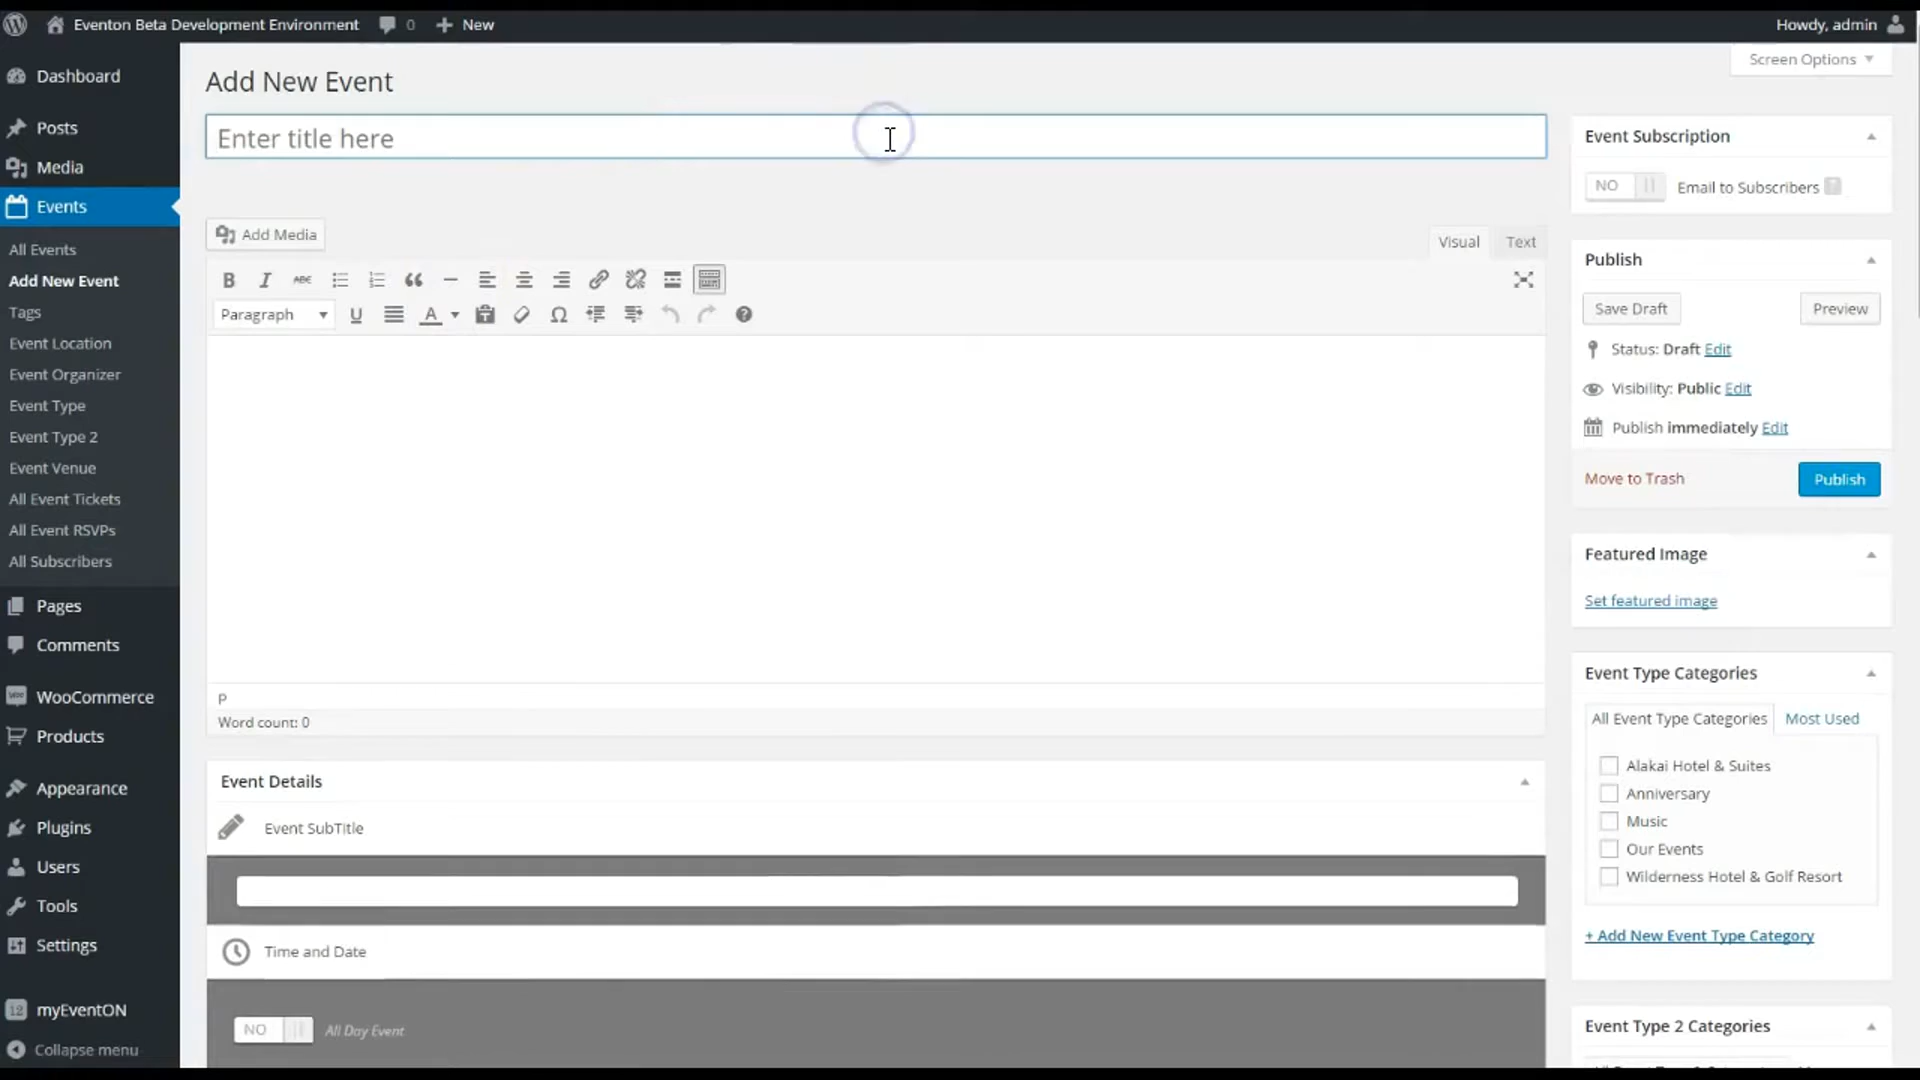 Eventon Beta Development Environment 0 New Howdy, admin
Dashboard
Posts
Media
Events
All Events
Add New Event
Tags
Event Location
Event Organizer
Event Type
Event Type 2
Event Venue
All Event Tickets
All Event RSVPs
All Subscribers
Pages
Comments
WooCommerce
Products
Appearance
Plugins
Users
Tools
Settings
12 myEventON
Collapse menu
Screen Options
Add New Event
Enter title here
Add Media
Visual Text
B I ABC
Paragraph U A Ω
P
Word count: 0
Event Details
Event SubTitle
Time and Date
NO All Day Event
Event Subscription
NO Email to Subscribers
Publish
Save Draft Preview
Status: Draft Edit
Visibility: Public Edit
Publish immediately Edit
Move to Trash Publish
Featured Image
Set featured image
Event Type Categories
All Event Type Categories Most Used
Alakai Hotel & Suites
Anniversary
Music
Our Events
Wilderness Hotel & Golf Resort
+ Add New Event Type Category
Event Type 2 Categories